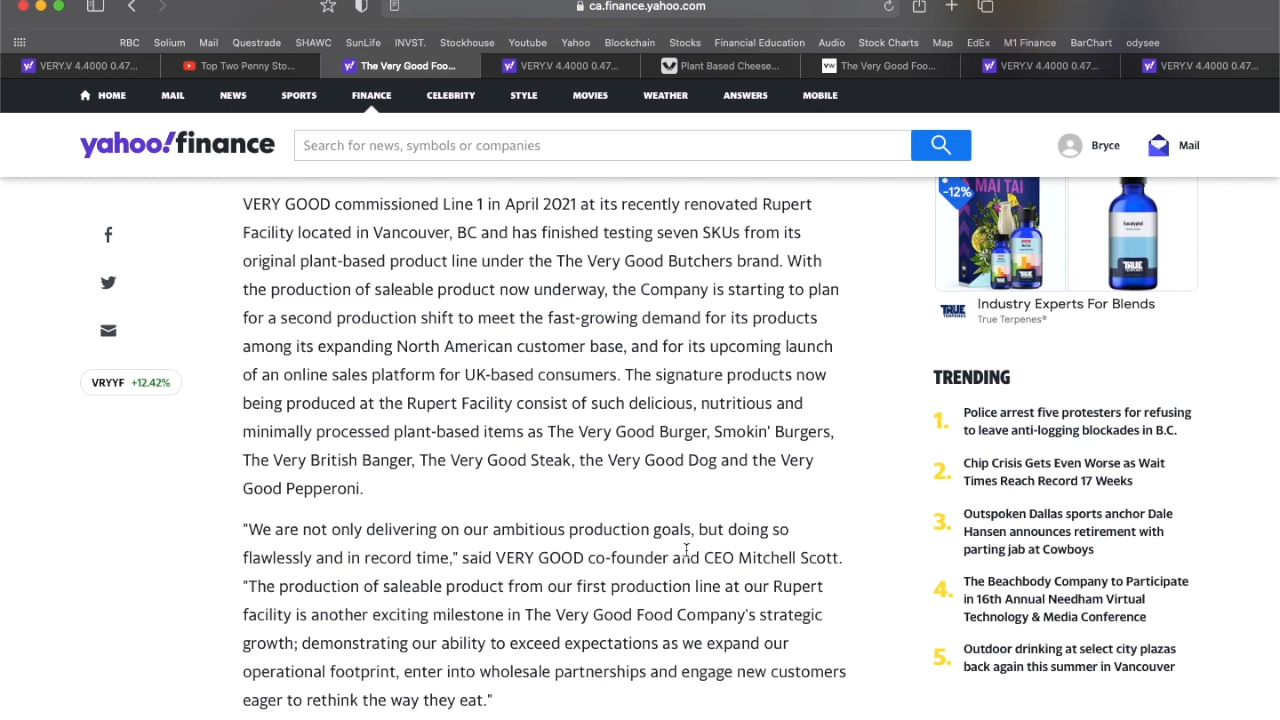 ca.finance.yahoo.com
RBC Solium Mail Questrade SHAWC SunLife INVST. Stockhouse Youtube Yahoo Blockchain Stocks Financial Education Audio Stock Charts Map EdEx M1 Finance BarChart odysee
VERY.V 4.4000 0.47... Top Two Penny Sto... The Very Good Foo... VERY.V 4.4000 0.47... Plant Based Cheese... The Very Good Foo... VERY.V 4.4000 0.47... VERY.V 4.4000 0.47...
HOME MAIL NEWS SPORTS FINANCE CELEBRITY STYLE MOVIES WEATHER ANSWERS MOBILE
yahoo!finance
Search for news, symbols or companies
Bryce
Mail
VERY GOOD commissioned Line 1 in April 2021 at its recently renovated Rupert
Facility located in Vancouver, BC and has finished testing seven SKUs from its
original plant-based product line under the The Very Good Butchers brand. With
the production of saleable product now underway, the Company is starting to plan
for a second production shift to meet the fast-growing demand for its products
among its expanding North American customer base, and for its upcoming launch
of an online sales platform for UK-based consumers. The signature products now
being produced at the Rupert Facility consist of such delicious, nutritious and
minimally processed plant-based items as The Very Good Burger, Smokin' Burgers,
The Very British Banger, The Very Good Steak, the Very Good Dog and the Very
Good Pepperoni.
"We are not only delivering on our ambitious production goals, but doing so
flawlessly and in record time," said VERY GOOD co-founder and CEO Mitchell Scott.
"The production of saleable product from our first production line at our Rupert
facility is another exciting milestone in The Very Good Food Company's strategic
growth; demonstrating our ability to exceed expectations as we expand our
operational footprint, enter into wholesale partnerships and engage new customers
eager to rethink the way they eat."
VRYYF +12.42%
-12%
MAI TAI
Eucalyptol
TRUE
TRUE TERPENES
Industry Experts For Blends
True Terpenes®
TRENDING
1. Police arrest five protesters for refusing
to leave anti-logging blockades in B.C.
2. Chip Crisis Gets Even Worse as Wait
Times Reach Record 17 Weeks
3. Outspoken Dallas sports anchor Dale
Hansen announces retirement with
parting jab at Cowboys
4. The Beachbody Company to Participate
in 16th Annual Needham Virtual
Technology & Media Conference
5. Outdoor drinking at select city plazas
back again this summer in Vancouver